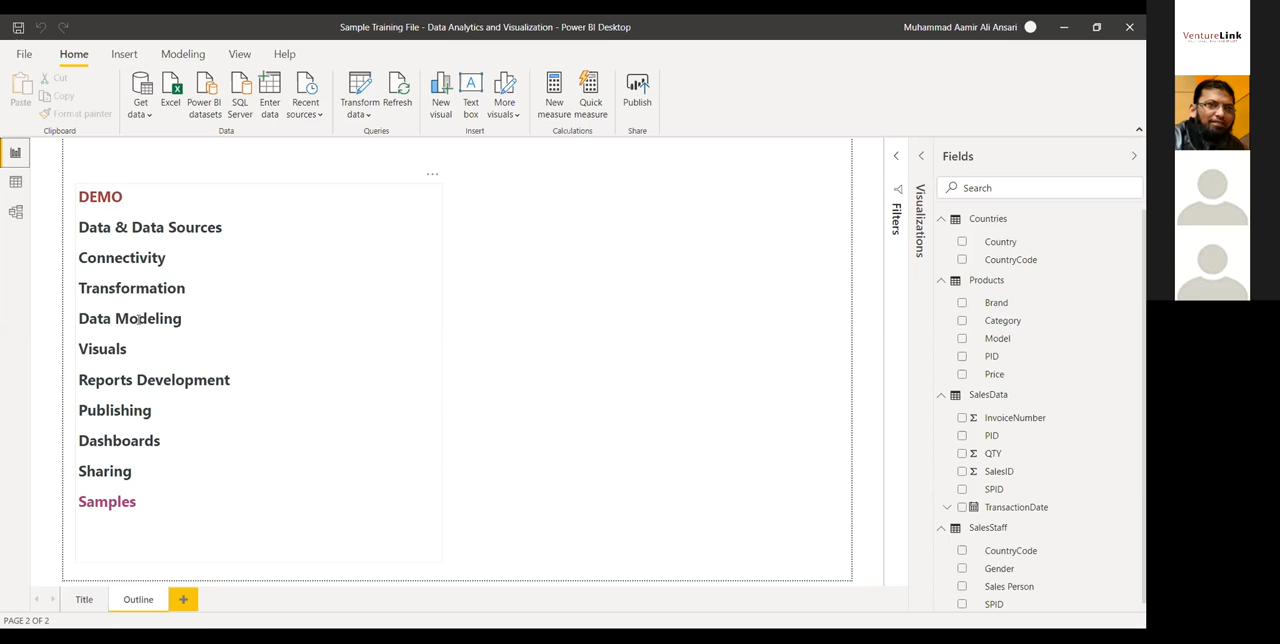 Sample Training File - Data Analytics and Visualization - Power BI Desktop
Muhammad Aamir Ali Ansari
File Home Insert Modeling View Help
Paste
Cut
Copy
Format painter
Clipboard
Get data
Excel
Power BI datasets
SQL Server
Enter data
Recent sources
Data
Transform data
Refresh
Queries
New visual
Text box
More visuals
Insert
New measure
Quick measure
Calculations
Publish
Share
DEMO
Data & Data Sources
Connectivity
Transformation
Data Modeling
Visuals
Reports Development
Publishing
Dashboards
Sharing
Samples
Filters
Visualizations
Fields
Search
Countries
Country
CountryCode
Products
Brand
Category
Model
PID
Price
SalesData
InvoiceNumber
PID
QTY
SalesID
SPID
TransactionDate
SalesStaff
CountryCode
Gender
Sales Person
SPID
Title
Outline
PAGE 2 OF 2
VentureLink